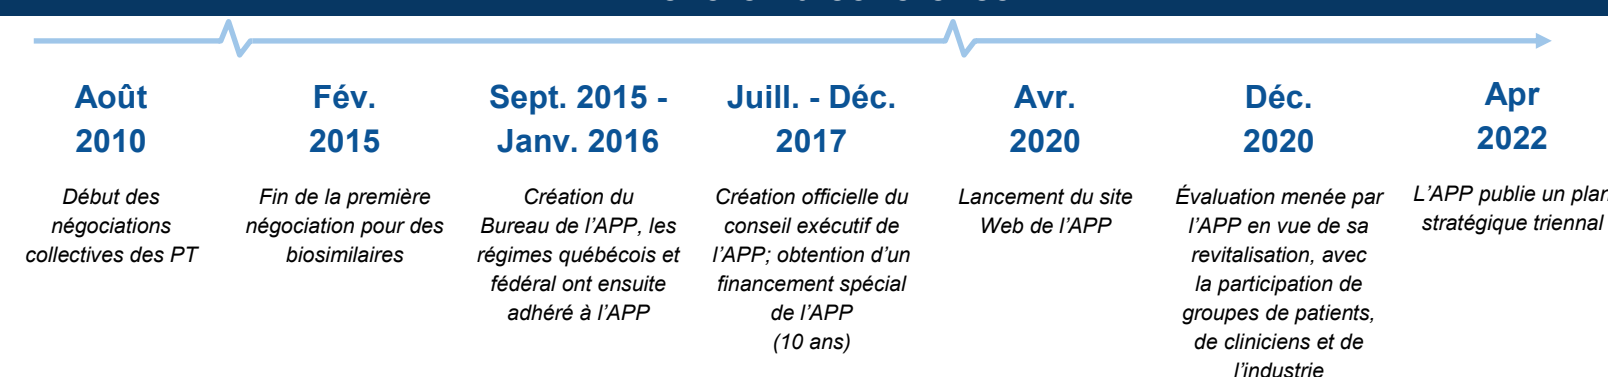 Août
2010
Début des
négociations
collectives des PT
Fév.
2015
Fin de la première
négociation pour des
biosimilaires
Sept. 2015 -
Janv. 2016
Création du
Bureau de l’APP, les
régimes québécois et
fédéral ont ensuite
adhéré à l’APP
Juill. - Déc.
2017
Création officielle du
conseil exécutif de
l’APP; obtention d’un
financement spécial
de l’APP
(10 ans)
Avr.
2020
Lancement du site
Web de l’APP
Déc.
2020
Évaluation menée par
l’APP en vue de sa
revitalisation, avec
la participation de
groupes de patients,
de cliniciens et de
l’industrie
Apr
2022
L’APP publie un plan
stratégique triennal